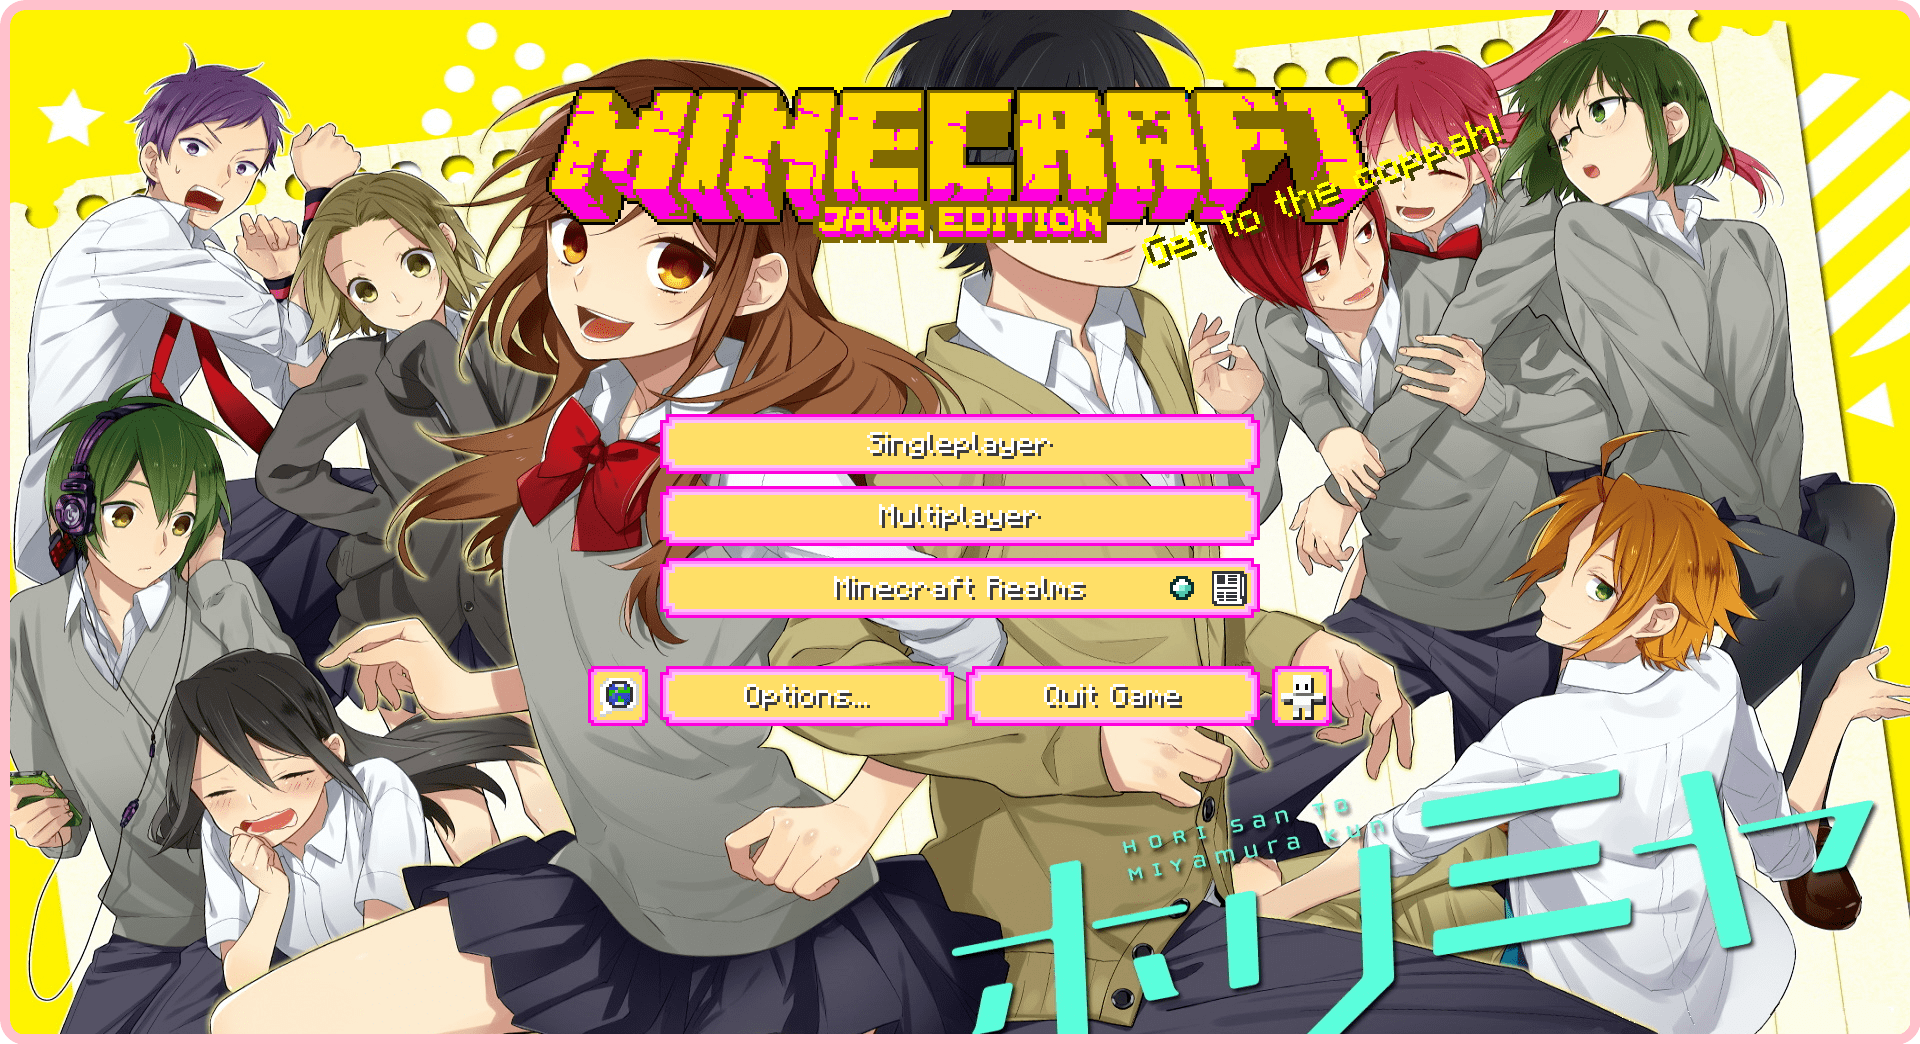 MINECRAFT
JAVA EDITION
Get to the coppah!
Singleplayer
Multiplayer
Minecraft Realms
Options...
Quit Game
HORI san TO
MIYamura kun
ホリミヤ